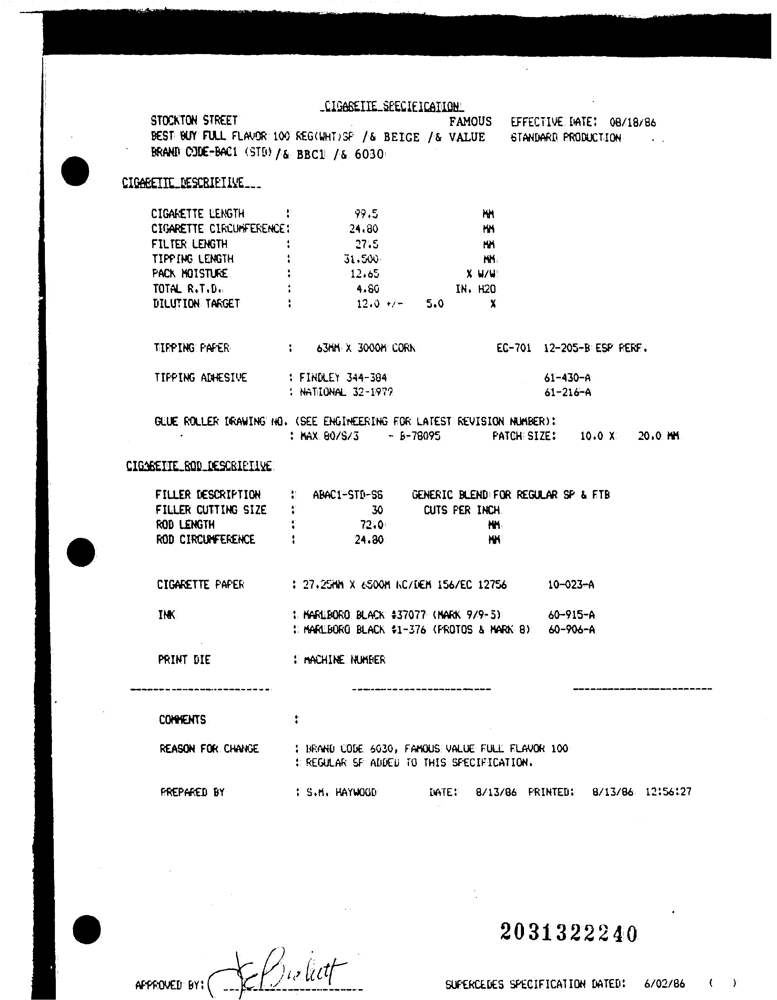 CIGARETTE SPECIFICATION
STOCKTON STREET FAMOUS EFFECTIVE DATE: 08/18/86
BEST BUY FULL FLAVOR 100 REG(WHT)SP /& BEIGE /& VALUE STANDARD PRODUCTION
BRAND CODE-BAC1 (STD) /& BBC1 /& 6030
CIGARETTE DESCRIPTIVE
CIGARETTE LENGTH : 99.5 MM
CIGARETTE CIRCUMFERENCE: 24.80 MM
FILTER LENGTH : 27.5 MM
TIPPING LENGTH : 31.500 MM
PACK MOISTURE : 12.65 % W/W
TOTAL R.T.D. : 4.80 IN. H2O
DILUTION TARGET : 12.0 +/- 5.0 %
TIPPING PAPER : 63MM X 3000M CORK EC-701 12-205-B ESP PERF.
TIPPING ADHESIVE : FINDLEY 344-384 61-430-A
: NATIONAL 32-1979 61-216-A
GLUE ROLLER DRAWING NO. (SEE ENGINEERING FOR LATEST REVISION NUMBER):
: MAX 80/S/3 - B-78095 PATCH SIZE: 10.0 X 20.0 MM
CIGARETTE ROD DESCRIPTIVE
FILLER DESCRIPTION : ABAC1-STD-SS GENERIC BLEND FOR REGULAR SP & FTB
FILLER CUTTING SIZE : 30 CUTS PER INCH
ROD LENGTH : 72.0 MM
ROD CIRCUMFERENCE : 24.80 MM
CIGARETTE PAPER : 27.25MM X 6500M KC/DEM 156/EC 12756 10-023-A
INK : MARLBORO BLACK #37077 (MARK 9/9-5) 60-915-A
: MARLBORO BLACK #1-376 (PROTOS & MARK 8) 60-906-A
PRINT DIE : MACHINE NUMBER
COMMENTS :
REASON FOR CHANGE : BRAND CODE 6030, FAMOUS VALUE FULL FLAVOR 100
: REGULAR SP ADDED TO THIS SPECIFICATION.
PREPARED BY : S.M. HAYWOOD DATE: 8/13/86 PRINTED: 8/13/86 12:56:27
2031322240
APPROVED BY: ( SUPERCEDES SPECIFICATION DATED: 6/02/86 ( )